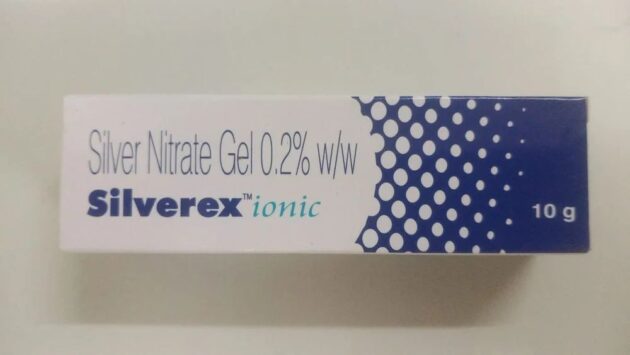 Silver Nitrate Gel 0.2% w/w
Silverex™ionic
10 g